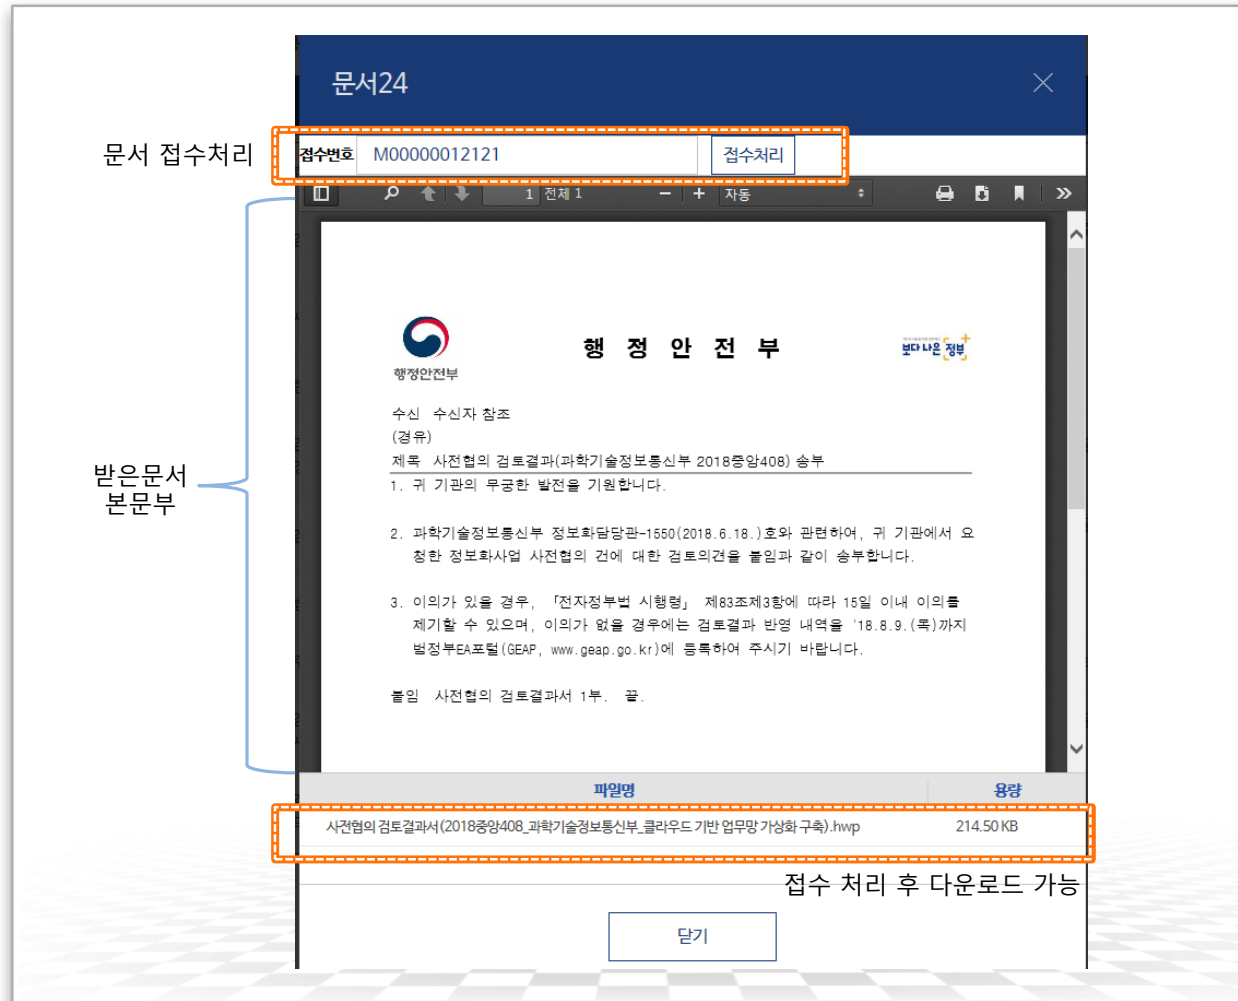 문서24
문서 접수처리
접수번호 M00000012121 접수처리
1 전체 1 자동
행정안전부
행 정 안 전 부
보다 나은 정부
수신 수신자 참조
(경유)
제목 사전협의 검토결과(과학기술정보통신부 2018중앙408) 송부
1. 귀 기관의 무궁한 발전을 기원합니다.
2. 과학기술정보통신부 정보화담당관-1550(2018.6.18.)호와 관련하여, 귀 기관에서 요
청한 정보화사업 사전협의 건에 대한 검토의견을 붙임과 같이 송부합니다.
3. 이의가 있을 경우, 「전자정부법 시행령」 제83조제3항에 따라 15일 이내 이의를
제기할 수 있으며, 이의가 없을 경우에는 검토결과 반영 내역을 '18.8.9.(목)까지
범정부EA포털(GEAP, www.geap.go.kr)에 등록하여 주시기 바랍니다.
붙임 사전협의 검토결과서 1부. 끝.
받은문서
본문부
파일명 용량
사전협의 검토결과서(2018중앙408_과학기술정보통신부_클라우드 기반 업무망 가상화 구축).hwp 214.50 KB
접수 처리 후 다운로드 가능
닫기